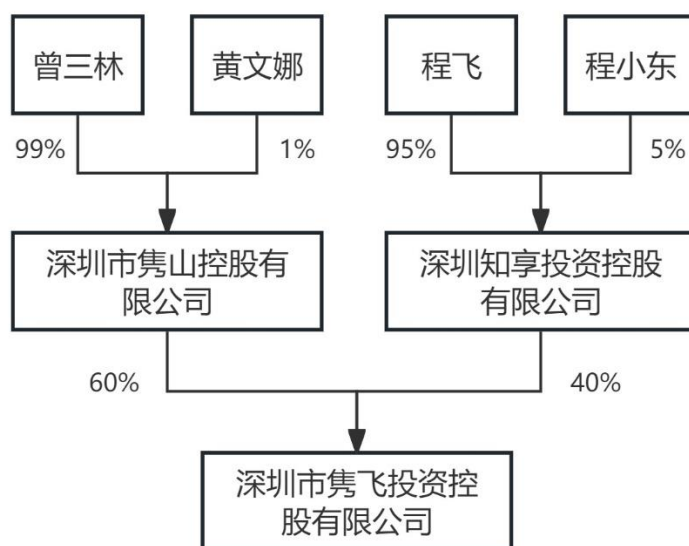 曾三林
黄文娜
程飞
程小东
99%
1%
95%
5%
深圳市隽山控股有
限公司
深圳知享投资控股
有限公司
60%
40%
深圳市隽飞投资控
股有限公司